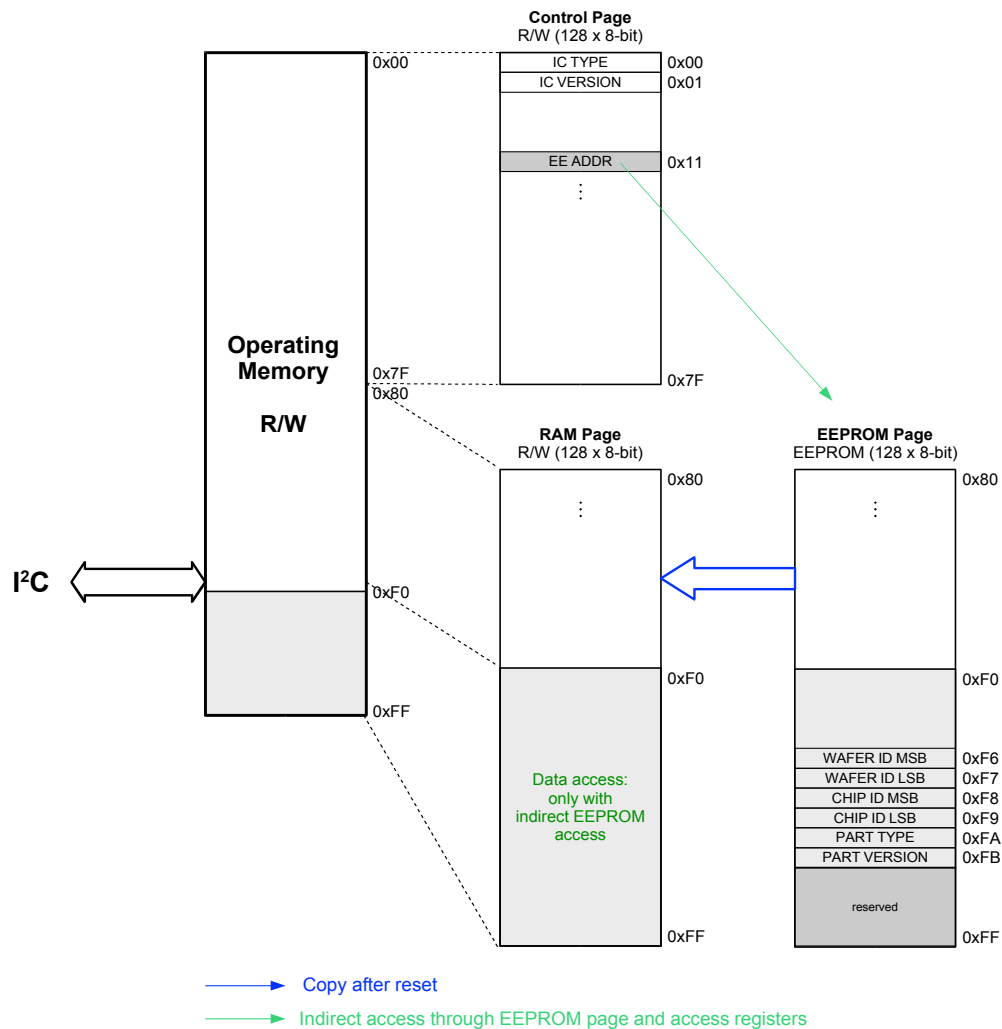 Control Page
R/W (128 x 8-bit)
0x00
IC TYPE
0x00
IC VERSION
0x01
EE ADDR
0x11
⋮
Operating
Memory
R/W
0x7F
0x80
0x7F
RAM Page
R/W (128 x 8-bit)
EEPROM Page
EEPROM (128 x 8-bit)
0x80
0x80
⋮
⋮
I²C
0xF0
0xF0
0xF0
0xFF
Data access:
only with
indirect EEPROM
access
WAFER ID MSB
0xF6
WAFER ID LSB
0xF7
CHIP ID MSB
0xF8
CHIP ID LSB
0xF9
PART TYPE
0xFA
PART VERSION
0xFB
reserved
0xFF
0xFF
Copy after reset
Indirect access through EEPROM page and access registers